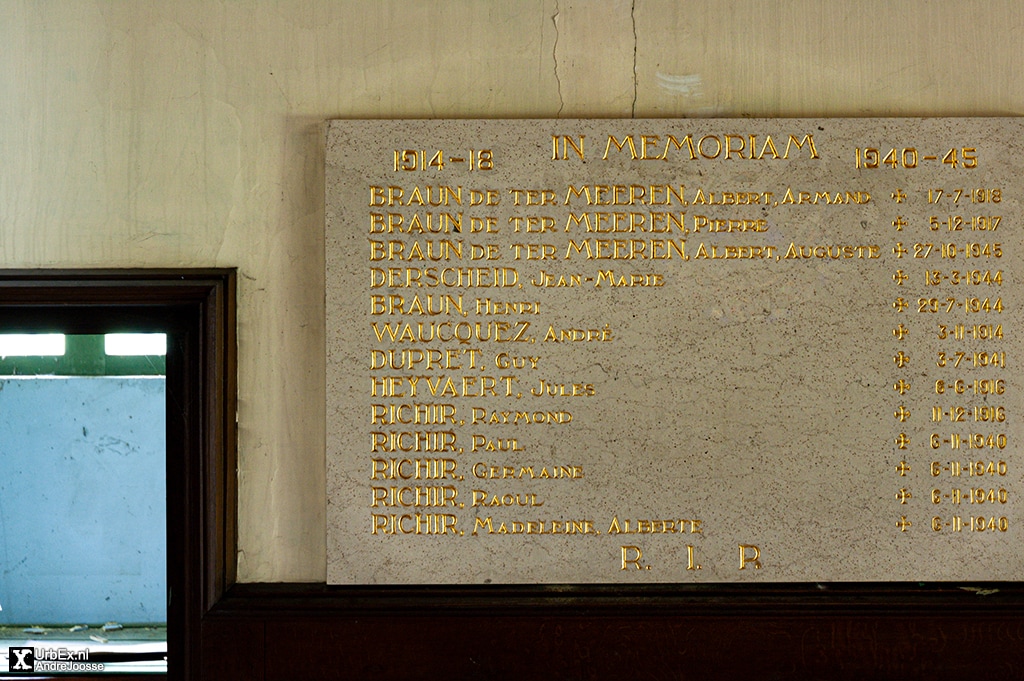 IN MEMORIAM
1914-18 1940-45
BRAUN DE TER MEEREN, ALBERT, ARMAND ✠ 17-7-1918
BRAUN DE TER MEEREN, PIERRE ✠ 5-12-1917
BRAUN DE TER MEEREN, ALBERT, AUGUSTE ✠ 27-10-1945
DERSCHEID, JEAN-MARIE ✠ 13-3-1944
BRAUN, HENRI ✠ 29-7-1944
WAUCQUEZ, ANDRÉ ✠ 3-11-1914
DUPRET, GUY ✠ 3-7-1941
HEYVAERT, JULES ✠ 6-6-1916
RICHIR, RAYMOND ✠ 11-12-1916
RICHIR, PAUL ✠ 6-11-1940
RICHIR, GERMAINE ✠ 6-11-1940
RICHIR, RAOUL ✠ 6-11-1940
RICHIR, MADELEINE, ALBERTE ✠ 6-11-1940
R. I. R
X UrbEx.nl
AndreJoosse